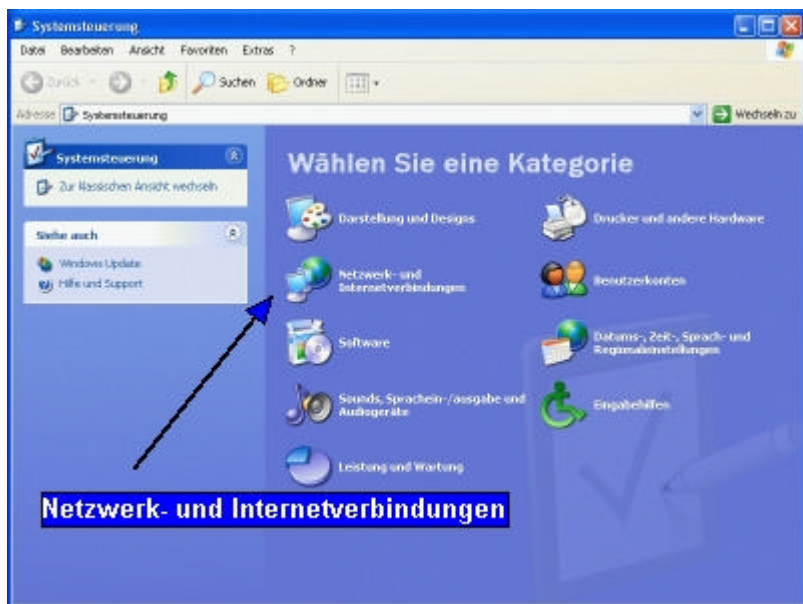 Systemsteuerung
Datei Bearbeiten Ansicht Favoriten Extras ?
Zurück Suchen Ordner
Adresse Systemsteuerung Wechseln zu
Systemsteuerung
Zur klassischen Ansicht wechseln
Siehe auch
Windows Update
Hilfe und Support
Wählen Sie eine Kategorie
Darstellung und Designs
Drucker und andere Hardware
Netzwerk- und
Internetverbindungen
Benutzerkonten
Software
Datums-, Zeit-, Sprach- und
Regionaleinstellungen
Sounds, Sprachein-/ausgabe und
Audiogeräte
Eingabehilfen
Leistung und Wartung
Netzwerk- und Internetverbindungen